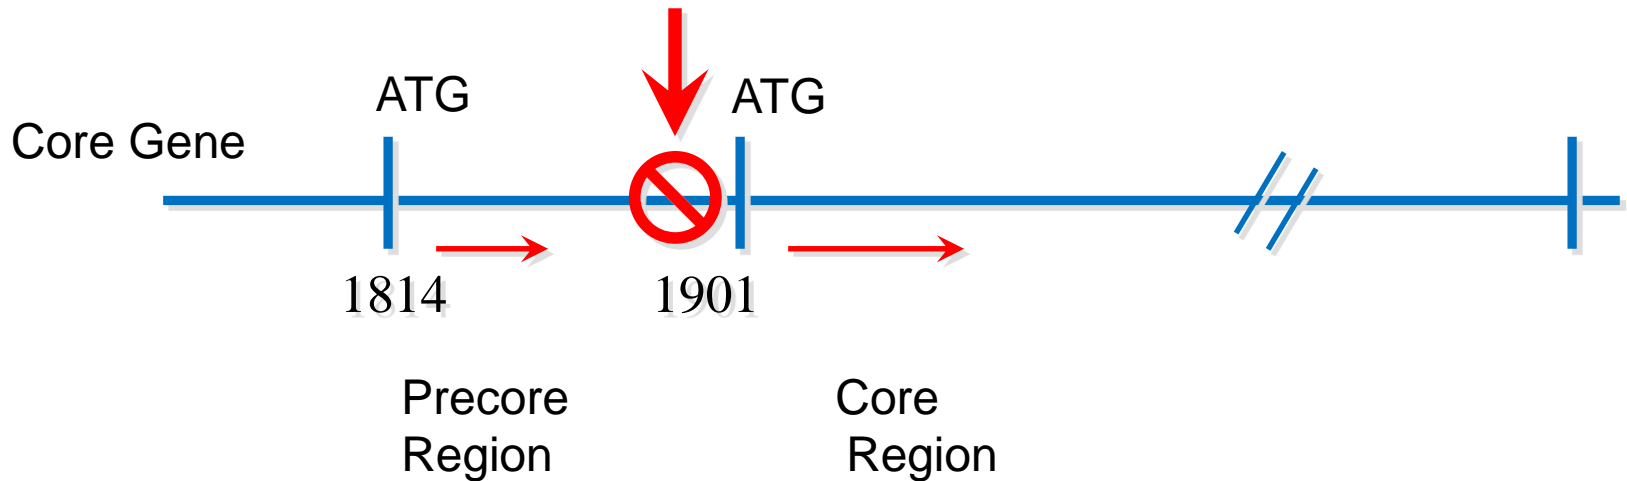 ATG
ATG
Core Gene
1814
1901
Precore
Region
Core
Region